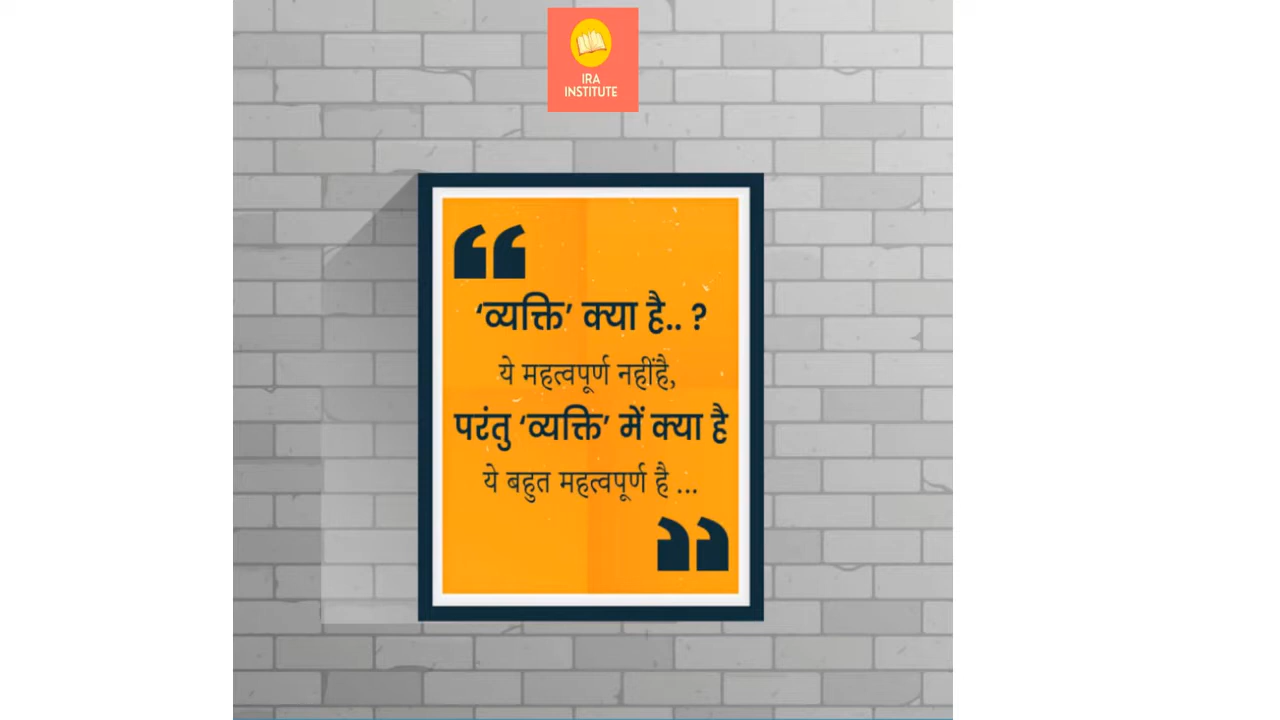 IRA
INSTITUTE
‘व्यक्ति’ क्या है.. ?
ये महत्वपूर्ण नहींहै,
परंतु ‘व्यक्ति’ में क्या है
ये बहुत महत्वपूर्ण है ...